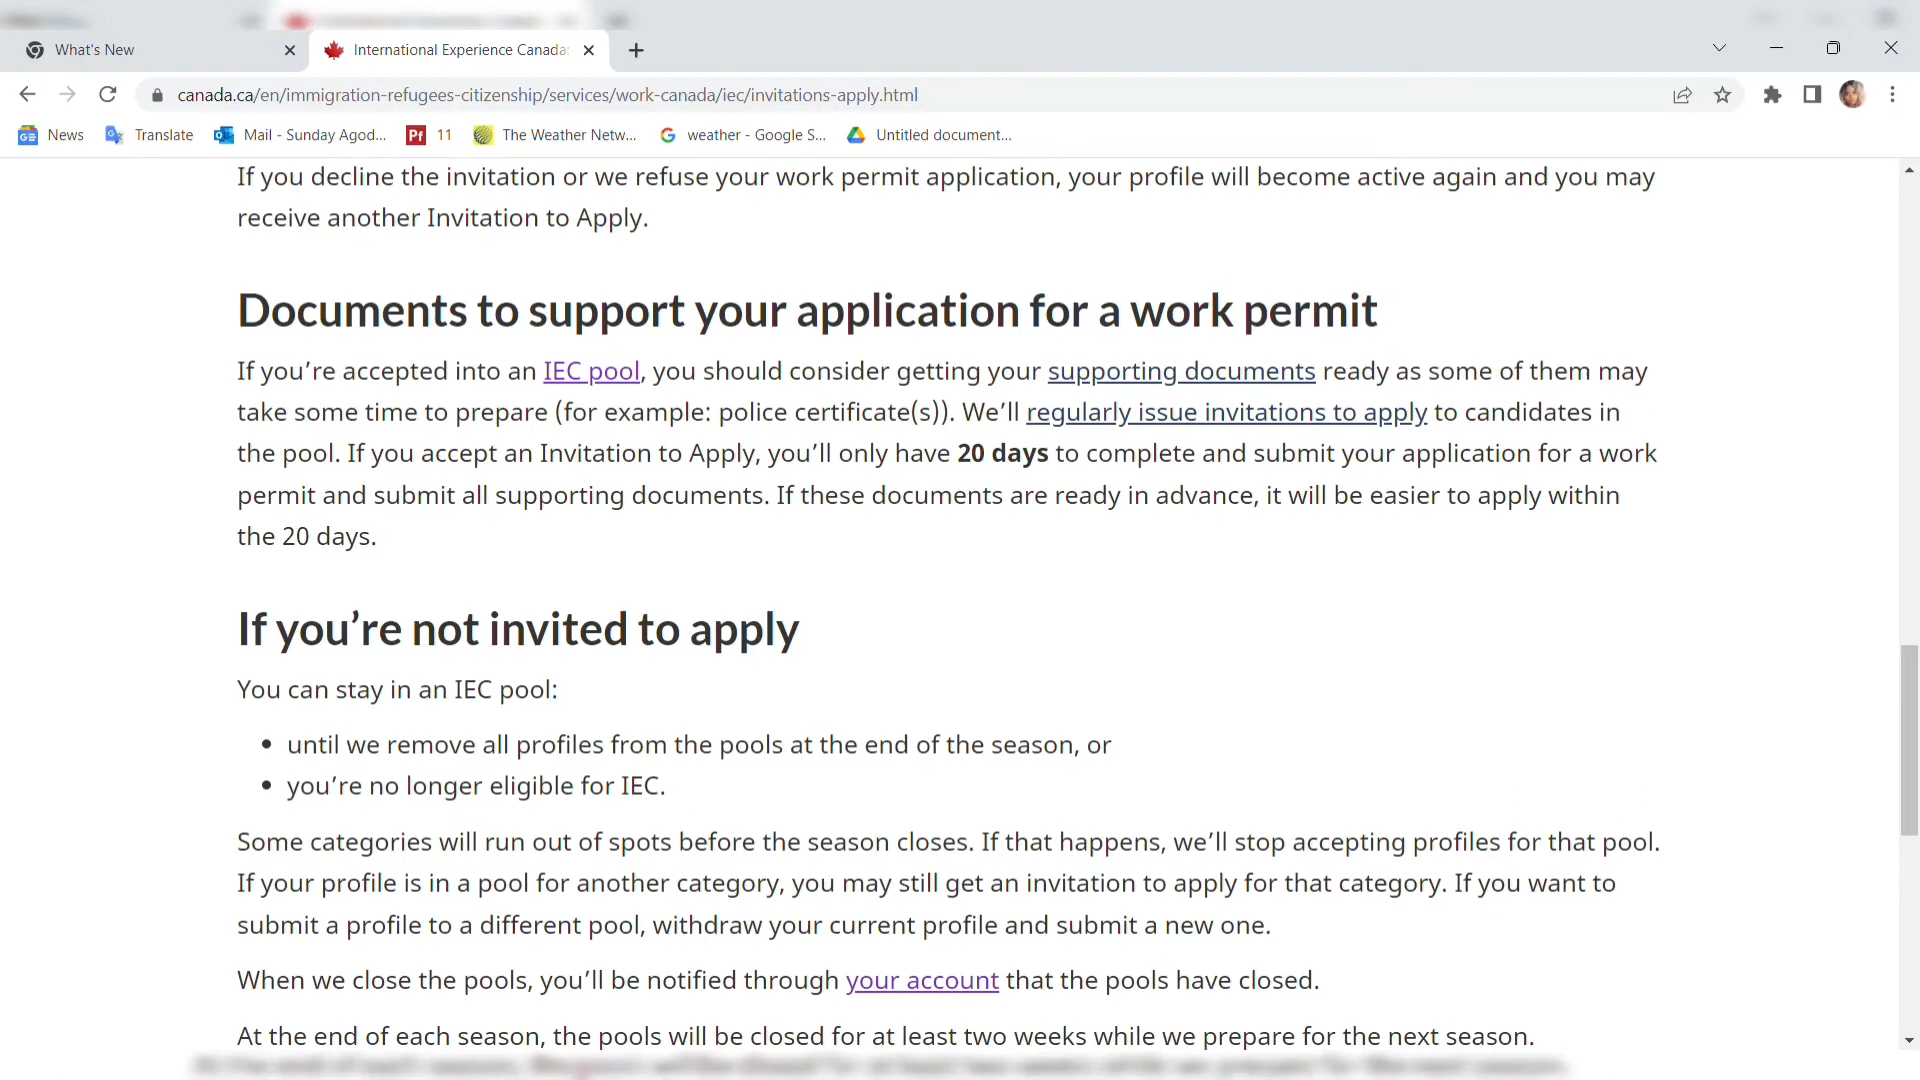 What's New
International Experience Canada:
canada.ca/en/immigration-refugees-citizenship/services/work-canada/iec/invitations-apply.html
News Translate Mail - Sunday Agod... Pf 11 The Weather Netw... weather - Google S... Untitled document...
If you decline the invitation or we refuse your work permit application, your profile will become active again and you may
receive another Invitation to Apply.
Documents to support your application for a work permit
If you’re accepted into an IEC pool, you should consider getting your supporting documents ready as some of them may
take some time to prepare (for example: police certificate(s)). We’ll regularly issue invitations to apply to candidates in
the pool. If you accept an Invitation to Apply, you’ll only have 20 days to complete and submit your application for a work
permit and submit all supporting documents. If these documents are ready in advance, it will be easier to apply within
the 20 days.
If you’re not invited to apply
You can stay in an IEC pool:
• until we remove all profiles from the pools at the end of the season, or
• you’re no longer eligible for IEC.
Some categories will run out of spots before the season closes. If that happens, we’ll stop accepting profiles for that pool.
If your profile is in a pool for another category, you may still get an invitation to apply for that category. If you want to
submit a profile to a different pool, withdraw your current profile and submit a new one.
When we close the pools, you’ll be notified through your account that the pools have closed.
At the end of each season, the pools will be closed for at least two weeks while we prepare for the next season.